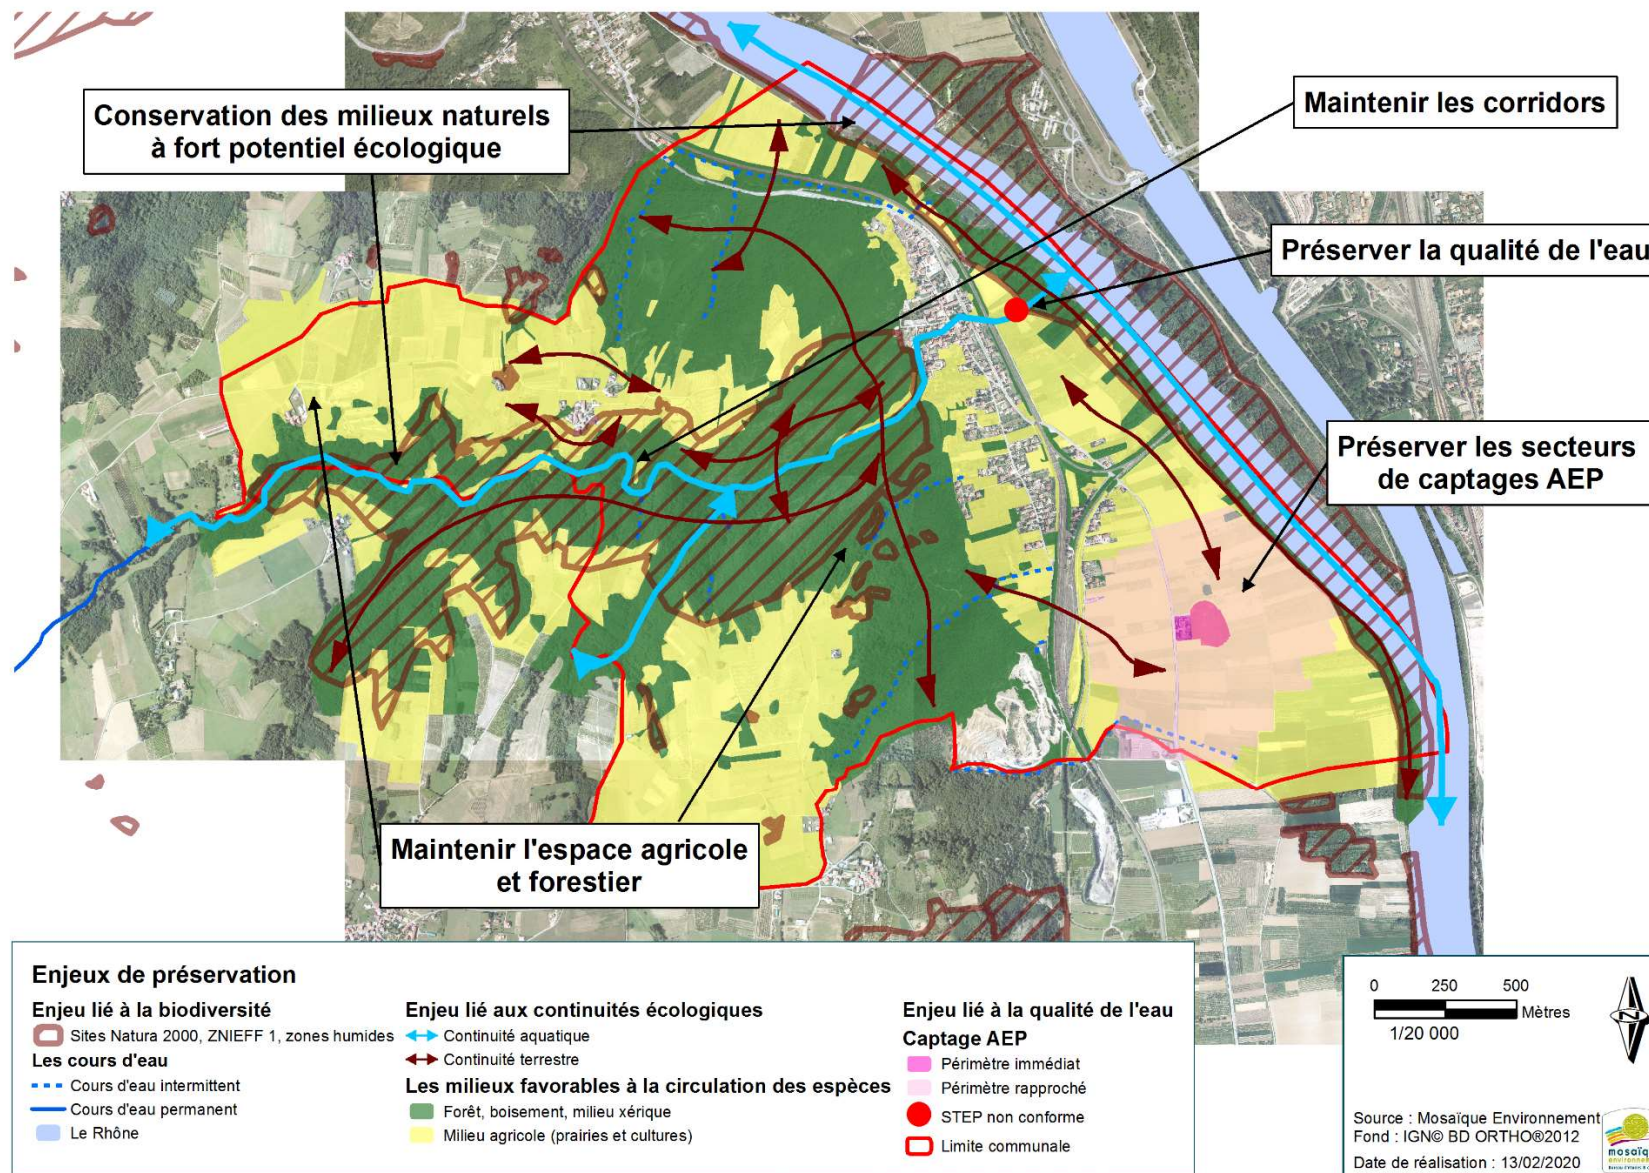 Conservation des milieux naturels
à fort potentiel écologique
Maintenir les corridors
Préserver la qualité de l'eau
Préserver les secteurs
de captages AEP
Maintenir l'espace agricole
et forestier
Enjeux de préservation
Enjeu lié à la biodiversité
Sites Natura 2000, ZNIEFF 1, zones humides
Les cours d'eau
Cours d'eau intermittent
Cours d'eau permanent
Le Rhône
Enjeu lié aux continuités écologiques
Continuité aquatique
Continuité terrestre
Les milieux favorables à la circulation des espèces
Forêt, boisement, milieu xérique
Milieu agricole (prairies et cultures)
Enjeu lié à la qualité de l'eau
Captage AEP
Périmètre immédiat
Périmètre rapproché
STEP non conforme
Limite communale
0 250 500
Mètres
1/20 000
N
Source : Mosaïque Environnement
Fond : IGN© BD ORTHO®2012
Date de réalisation : 13/02/2020